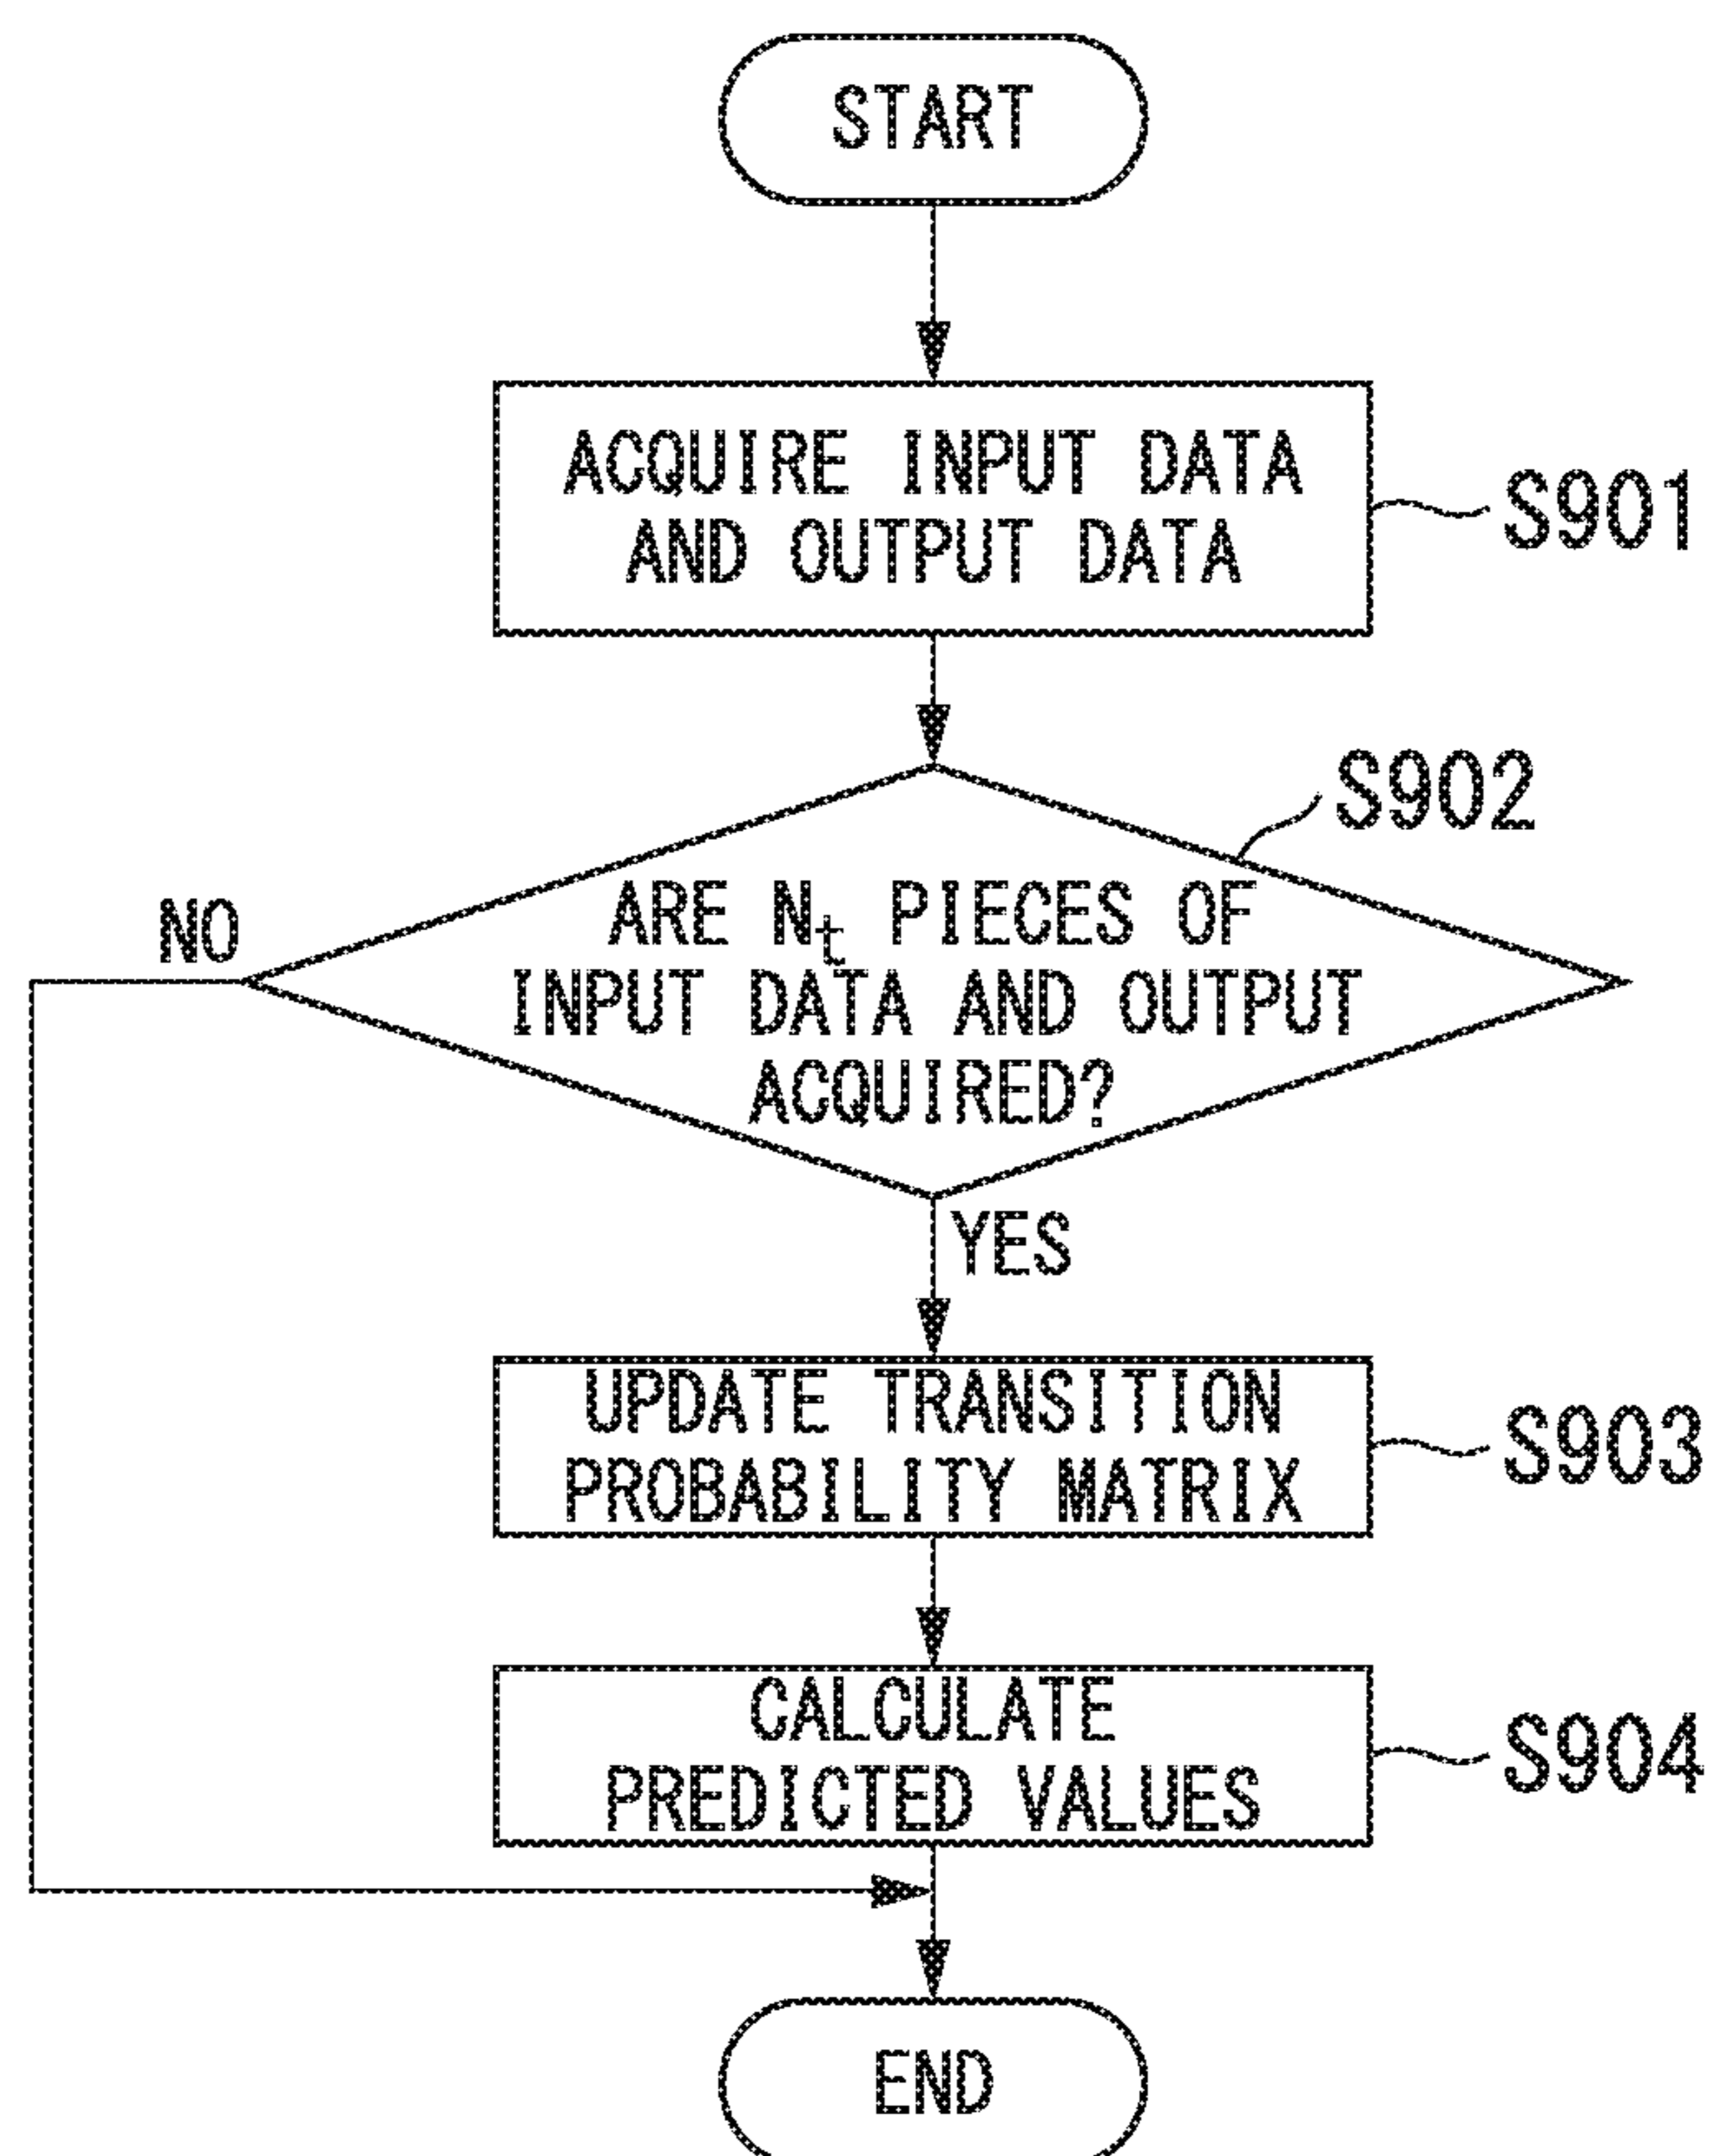 START
ACQUIRE INPUT DATA
AND OUTPUT DATA
S901
S902
ARE Nt PIECES OF
INPUT DATA AND OUTPUT
ACQUIRED?
NO
YES
UPDATE TRANSITION
PROBABILITY MATRIX
S903
CALCULATE
PREDICTED VALUES
S904
END